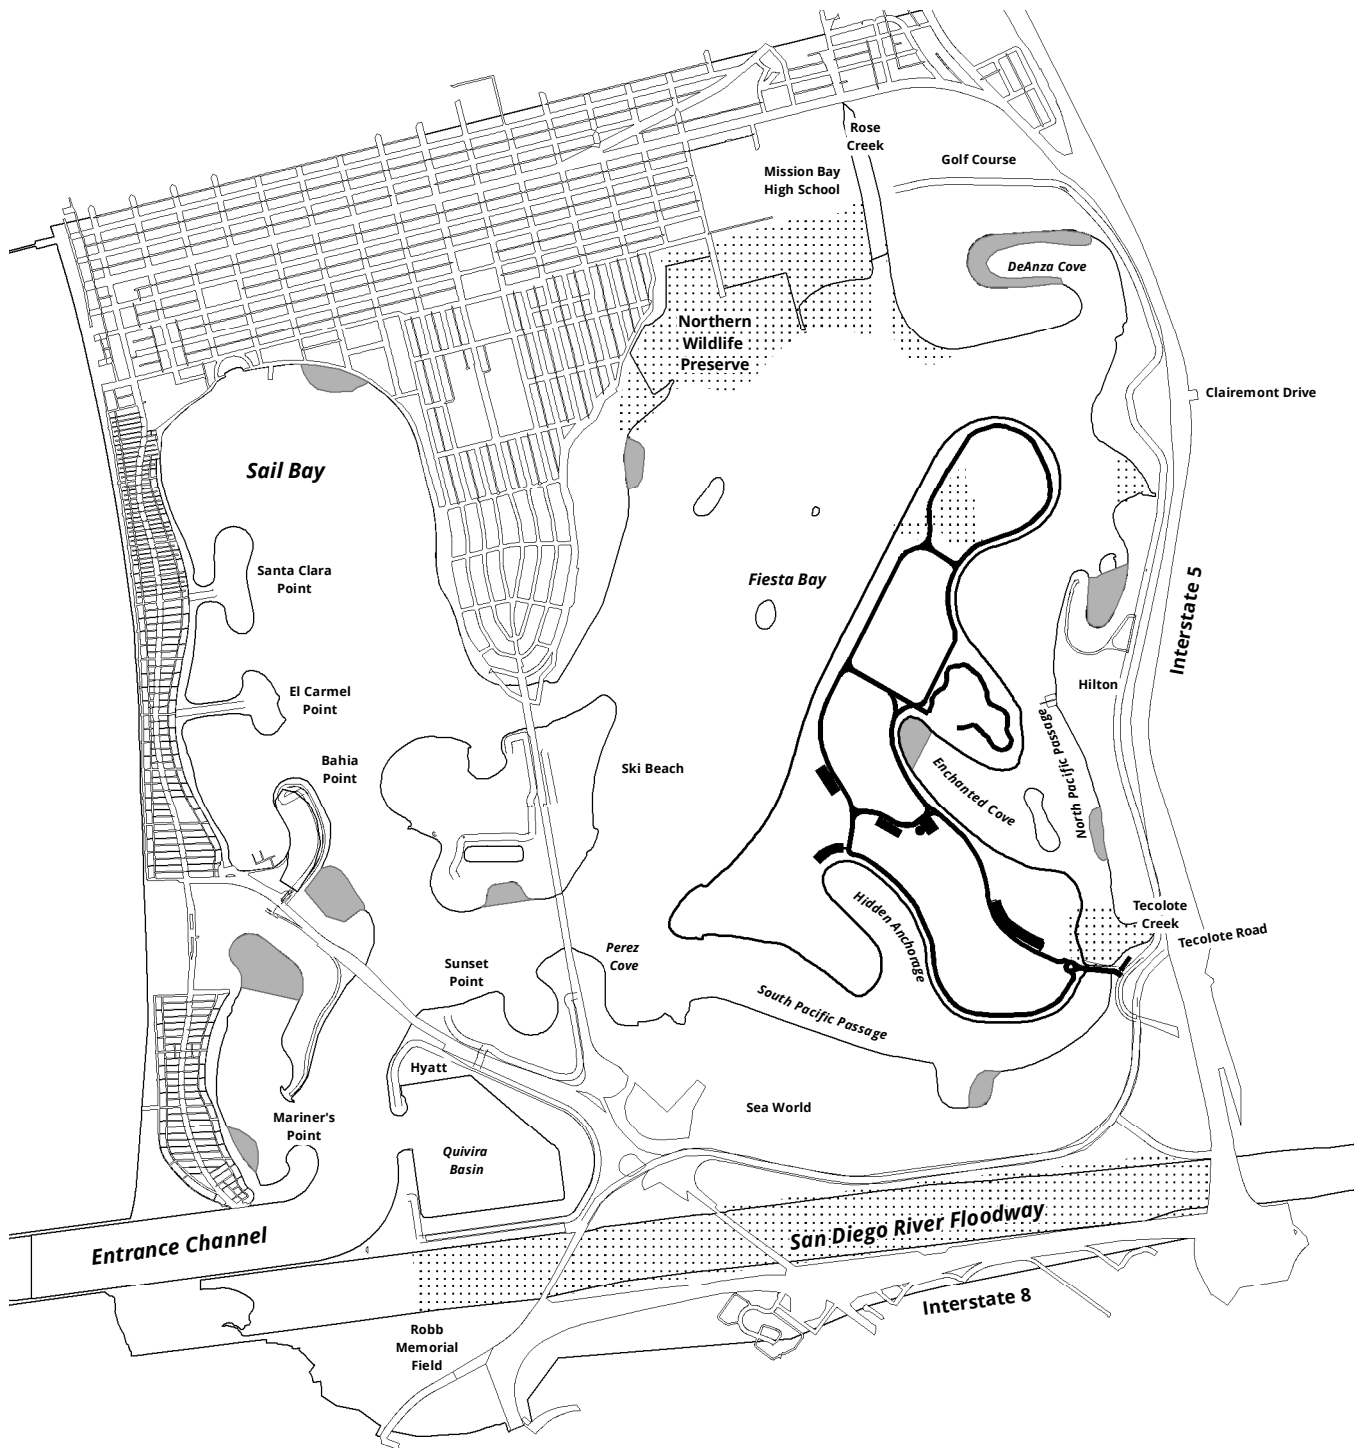 Rose
Creek
Golf Course
Mission Bay
High School
DeAnza Cove
Northern
Wildlife
Preserve
Clairemont Drive
Sail Bay
Santa Clara
Point
Fiesta Bay
Interstate 5
El Carmel
Point
Hilton
North Pacific Passage
Bahia
Point
Ski Beach
Enchanted Cove
Hidden Anchorage
Tecolote
Creek
Tecolote Road
Perez
Cove
Sunset
Point
South Pacific Passage
Hyatt
Sea World
Mariner's
Point
Quivira
Basin
Entrance Channel
San Diego River Floodway
Interstate 8
Robb
Memorial
Field